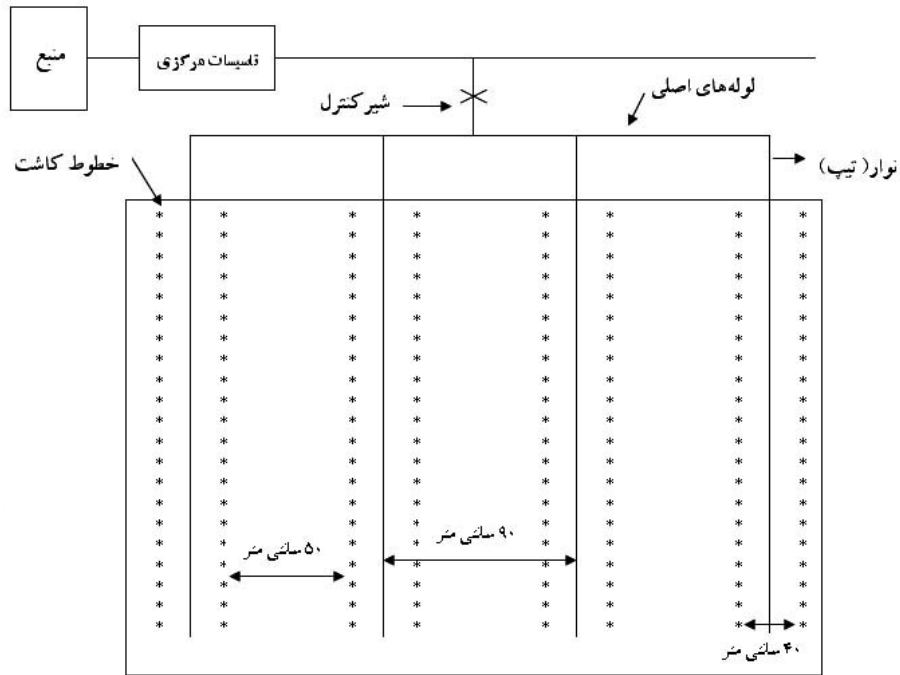 منبع
تاسیسات مرکزی
شیر کنترل
لوله‌های اصلی
خطوط کاشت
نوار( تیپ)
۹۰ سانتی متر
۵۰ سانتی متر
۴۰ سانتی متر